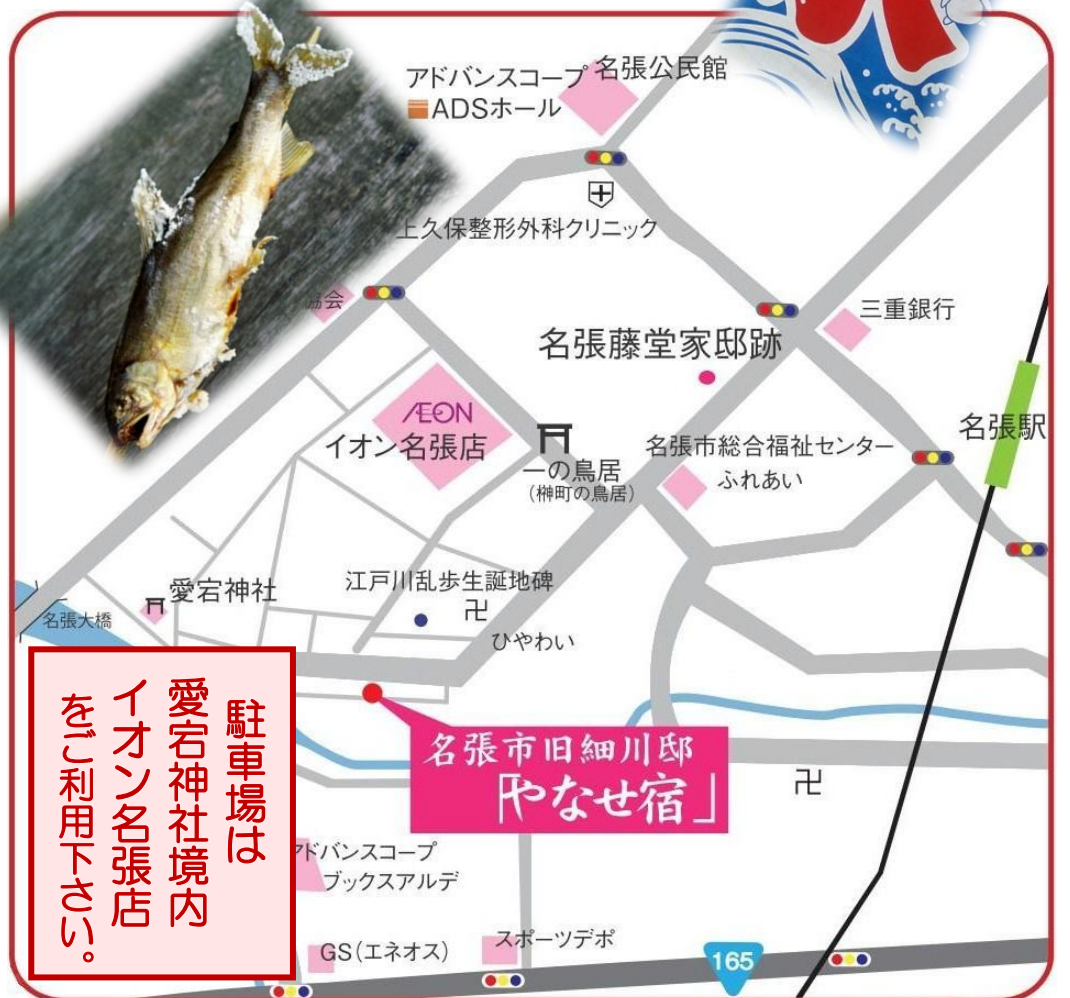 アドバンスコープ
ADSホール
名張公民館
上久保整形外科クリニック
協会
三重銀行
名張藤堂家邸跡
名張駅
ÆON
イオン名張店
一の鳥居
(榊町の鳥居)
名張市総合福祉センター
ふれあい
愛宕神社
江戸川乱歩生誕地碑
名張大橋
ひやわい
名張市旧細川邸
「やなせ宿」
駐車場は
愛宕神社境内
イオン名張店
をご利用下さい。
アドバンスコープ
ブックスアルデ
GS(エネオス)
スポーツデポ
165